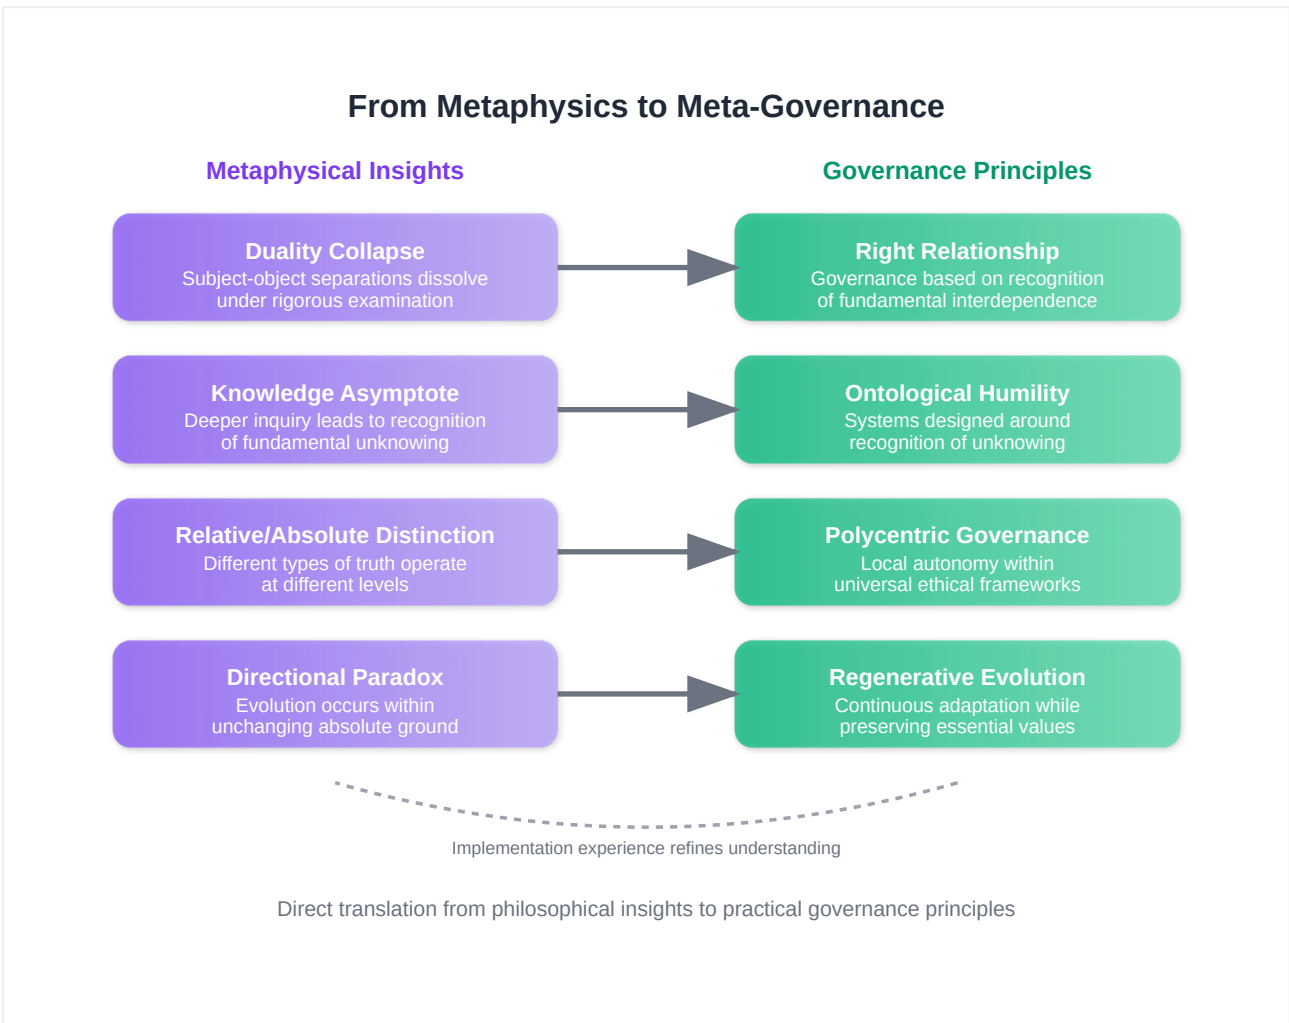 From Metaphysics to Meta-Governance
Metaphysical Insights
Governance Principles
Duality Collapse
Subject-object separations dissolve
under rigorous examination
Right Relationship
Governance based on recognition
of fundamental interdependence
Knowledge Asymptote
Deeper inquiry leads to recognition
of fundamental unknowing
Ontological Humility
Systems designed around
recognition of unknowing
Relative/Absolute Distinction
Different types of truth operate
at different levels
Polycentric Governance
Local autonomy within
universal ethical frameworks
Directional Paradox
Evolution occurs within
unchanging absolute ground
Regenerative Evolution
Continuous adaptation while
preserving essential values
Implementation experience refines understanding
Direct translation from philosophical insights to practical governance principles